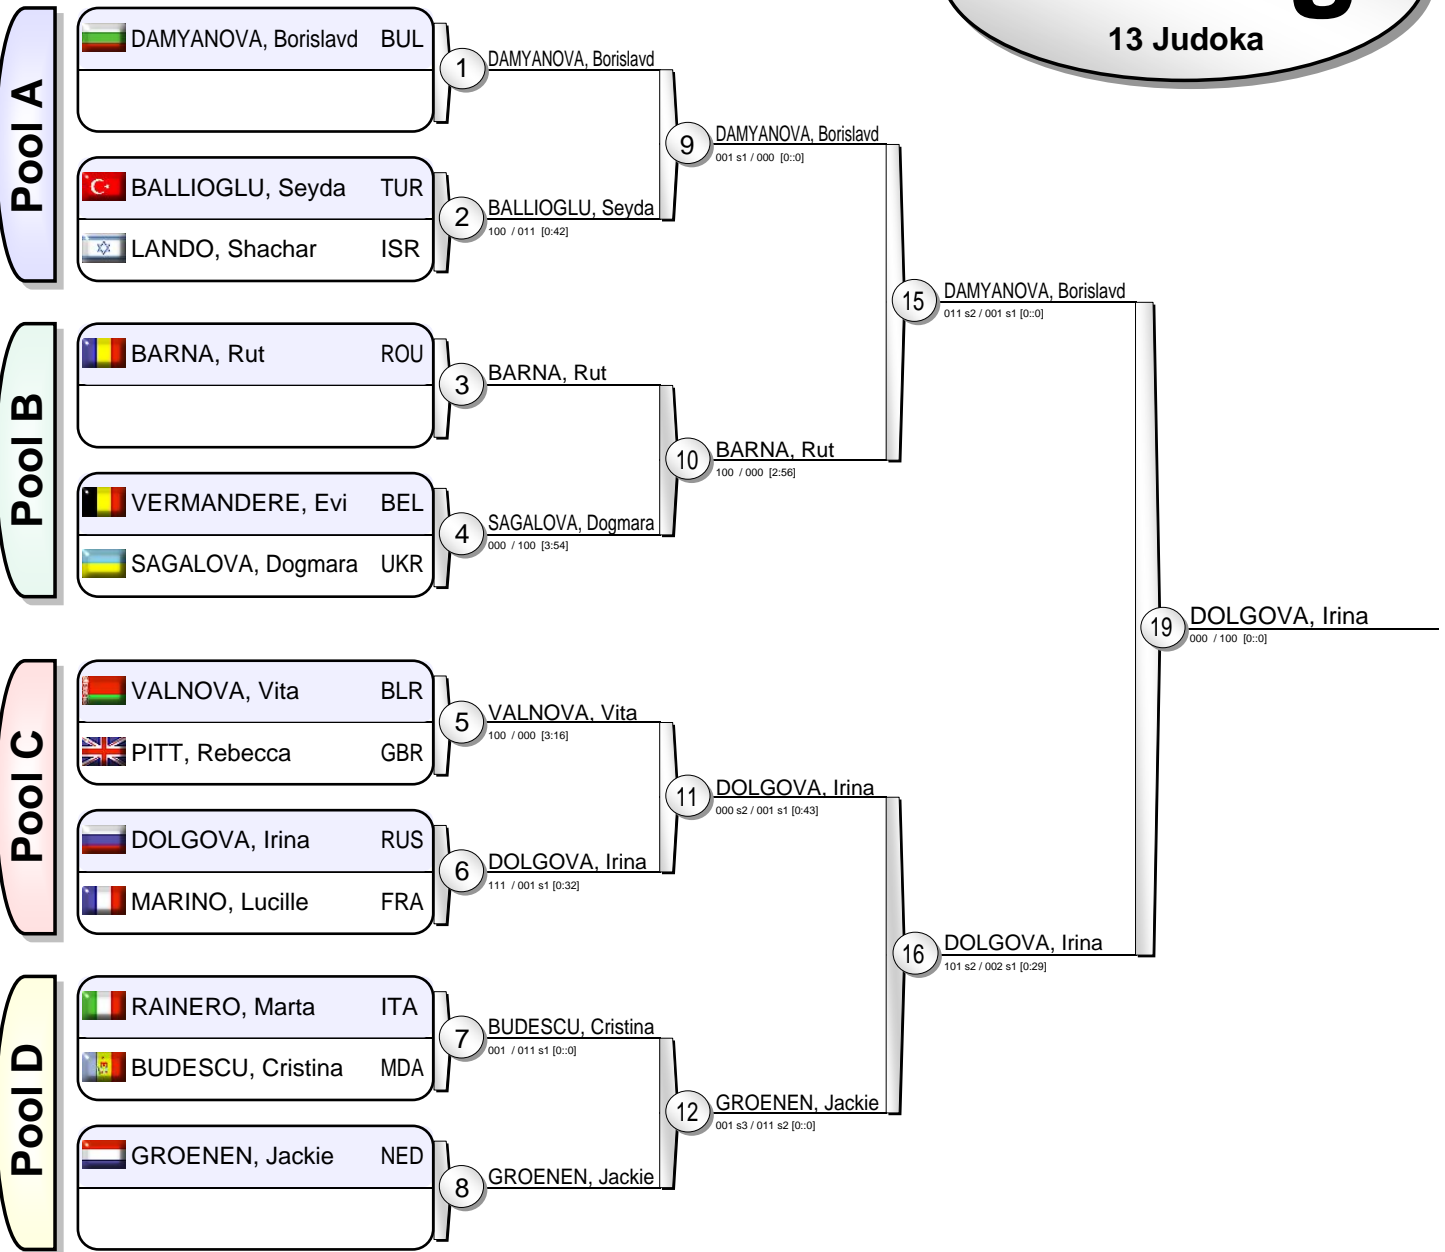 13 Judoka
Pool A
DAMYANOVA, Borislavd BUL
BALLIOGLU, Seyda TUR
LANDO, Shachar ISR
Pool B
BARNA, Rut ROU
VERMANDERE, Evi BEL
SAGALOVA, Dogmara UKR
Pool C
VALNOVA, Vita BLR
PITT, Rebecca GBR
DOLGOVA, Irina RUS
MARINO, Lucille FRA
Pool D
RAINERO, Marta ITA
BUDESCU, Cristina MDA
GROENEN, Jackie NED
1 DAMYANOVA, Borislavd
2 BALLIOGLU, Seyda
100 / 011 [0:42]
3 BARNA, Rut
4 SAGALOVA, Dogmara
000 / 100 [3:54]
5 VALNOVA, Vita
100 / 000 [3:16]
6 DOLGOVA, Irina
111 / 001 s1 [0:32]
7 BUDESCU, Cristina
001 / 011 s1 [0::0]
8 GROENEN, Jackie
9 DAMYANOVA, Borislavd
001 s1 / 000 [0::0]
10 BARNA, Rut
100 / 000 [2:56]
11 DOLGOVA, Irina
000 s2 / 001 s1 [0:43]
12 GROENEN, Jackie
001 s3 / 011 s2 [0::0]
15 DAMYANOVA, Borislavd
011 s2 / 001 s1 [0::0]
16 DOLGOVA, Irina
101 s2 / 002 s1 [0:29]
19 DOLGOVA, Irina
000 / 100 [0::0]